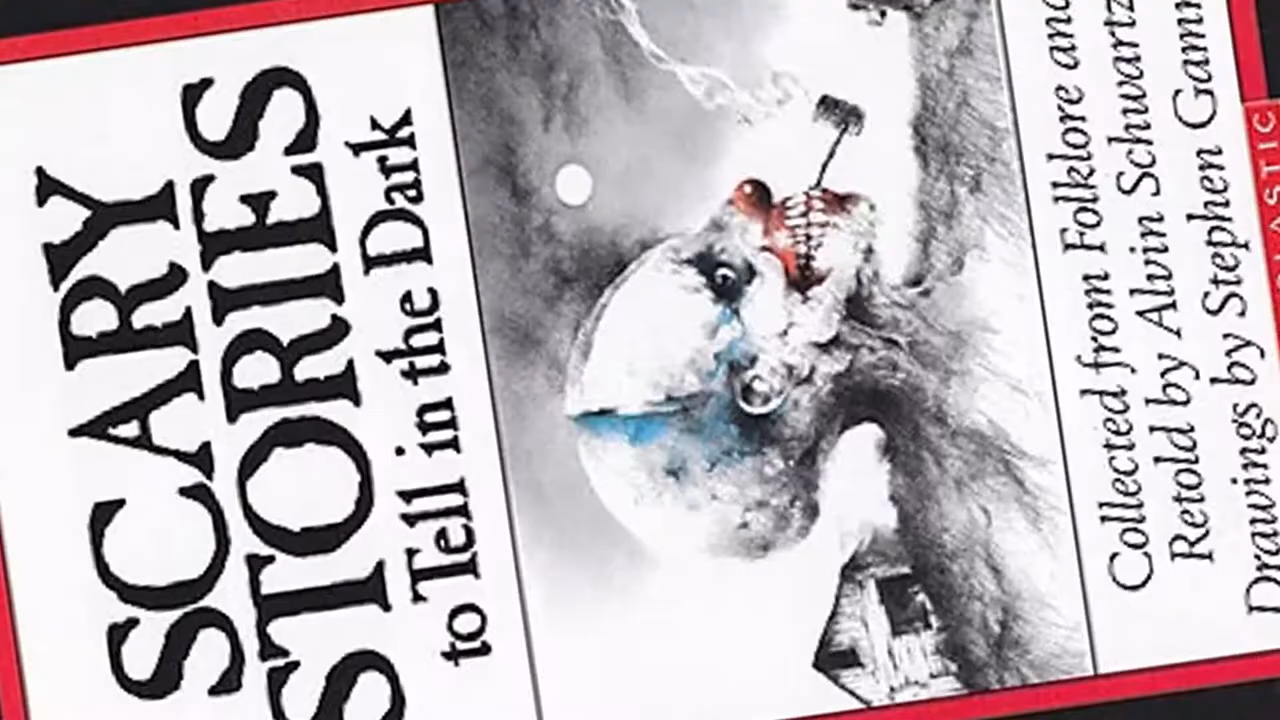 SCARY
STORIES
to Tell in the Dark
Collected from Folklore and
Retold by Alvin Schwartz
Drawings by Stephen